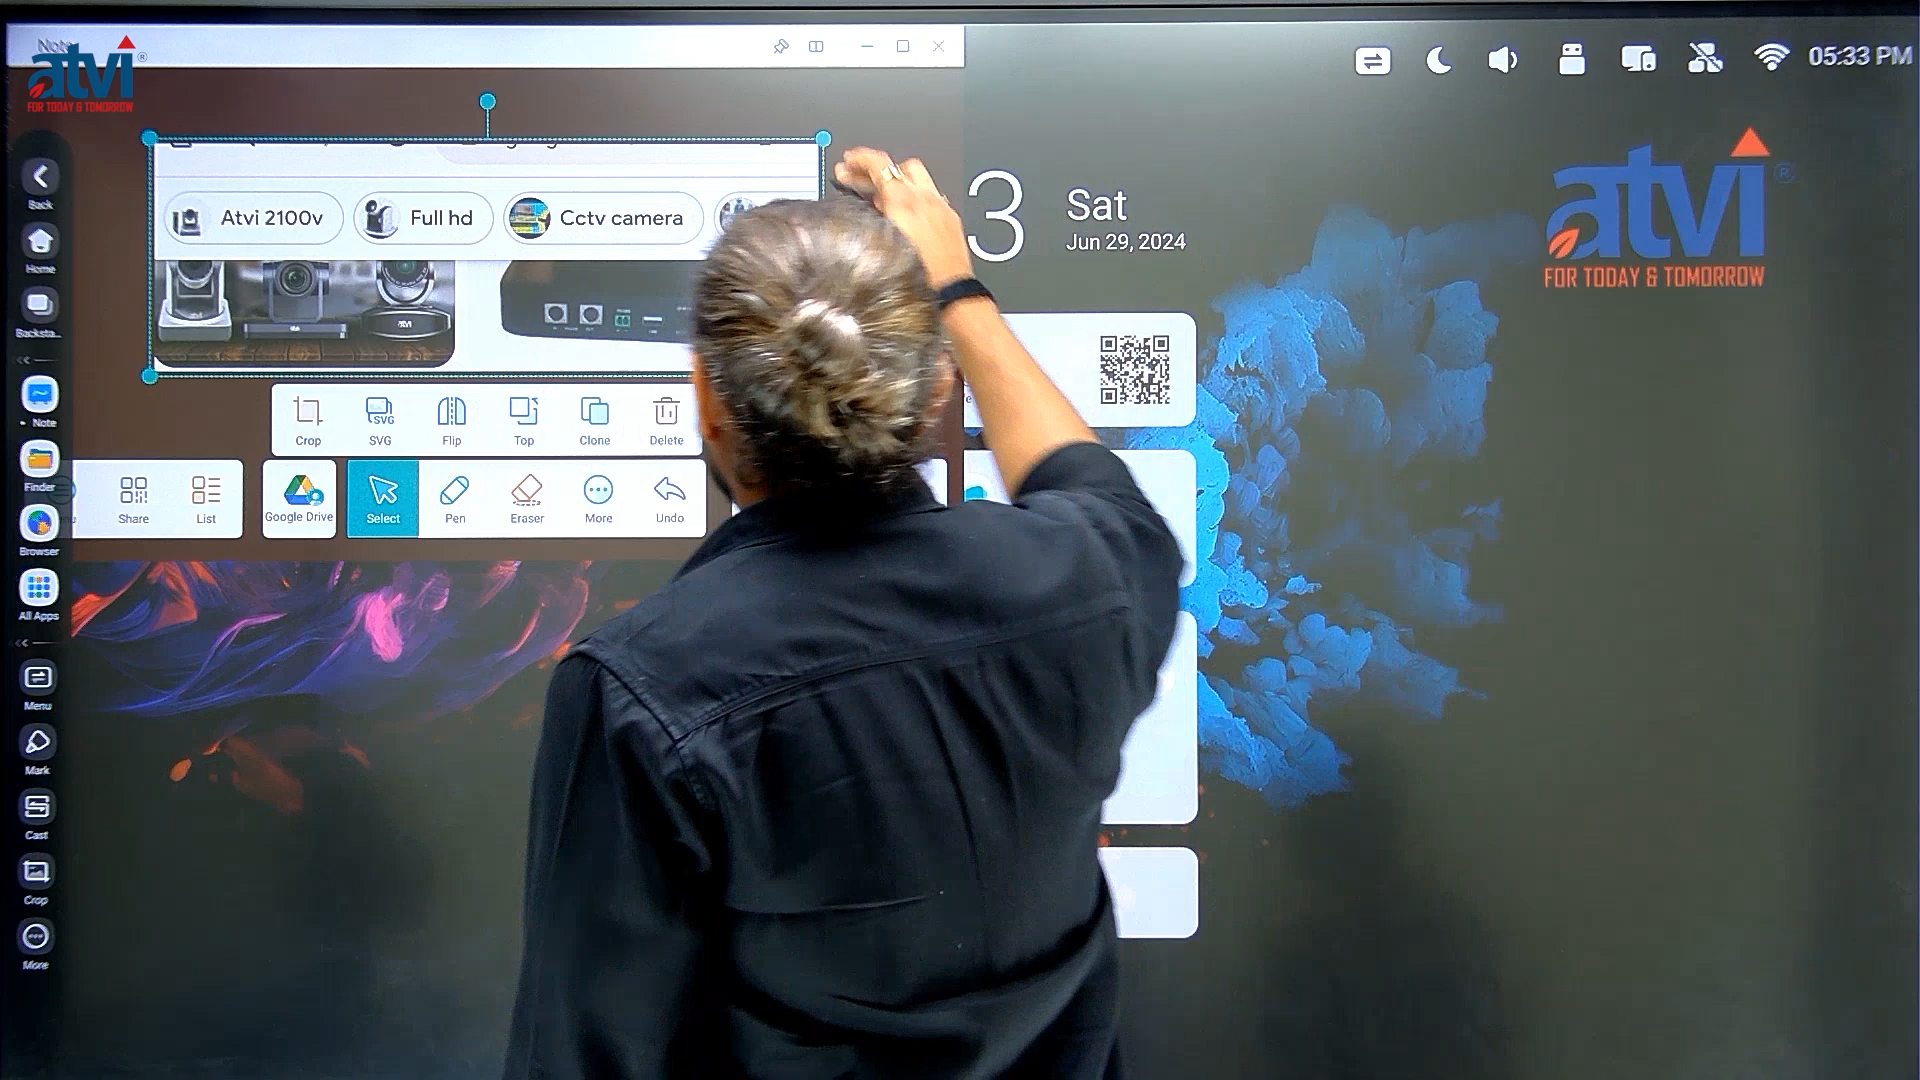 Note
atvi
FOR TODAY & TOMORROW
05:33 PM
atvi
FOR TODAY & TOMORROW
3
Sat
Jun 29, 2024
Atvi 2100v
Full hd
Cctv camera
Crop
SVG
SVG
Flip
Top
Clone
Delete
Share
List
Google Drive
Select
Pen
Eraser
More
Undo
Back
Home
Backsta...
Note
Finder
Browser
All Apps
Menu
Mark
Cast
Crop
More